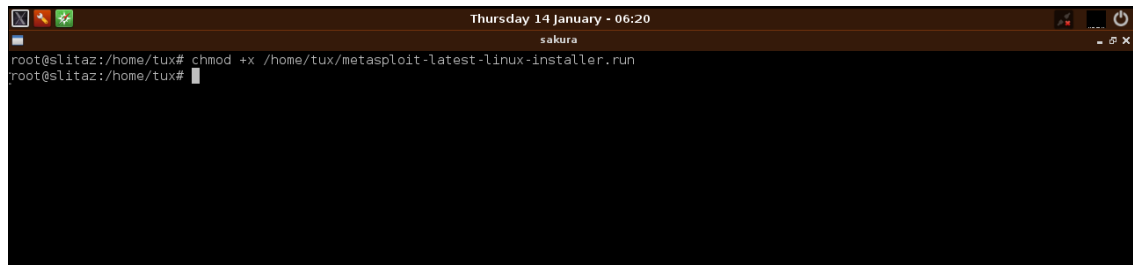 Thursday 14 January - 06:20
sakura
root@slitaz:/home/tux# chmod +x /home/tux/metasploit-latest-linux-installer.run
root@slitaz:/home/tux#